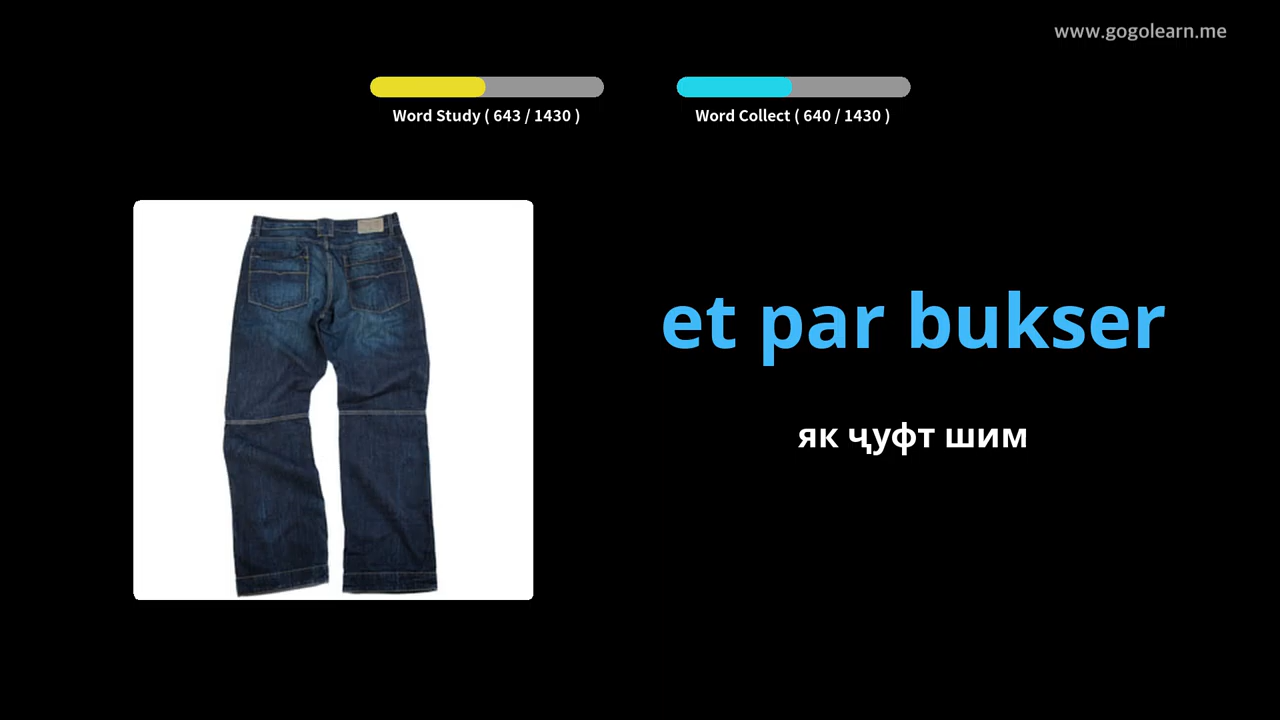 www.gogolearn.me
Word Study ( 643 / 1430 )
Word Collect ( 640 / 1430 )
et par bukser
як ҷуфт шим